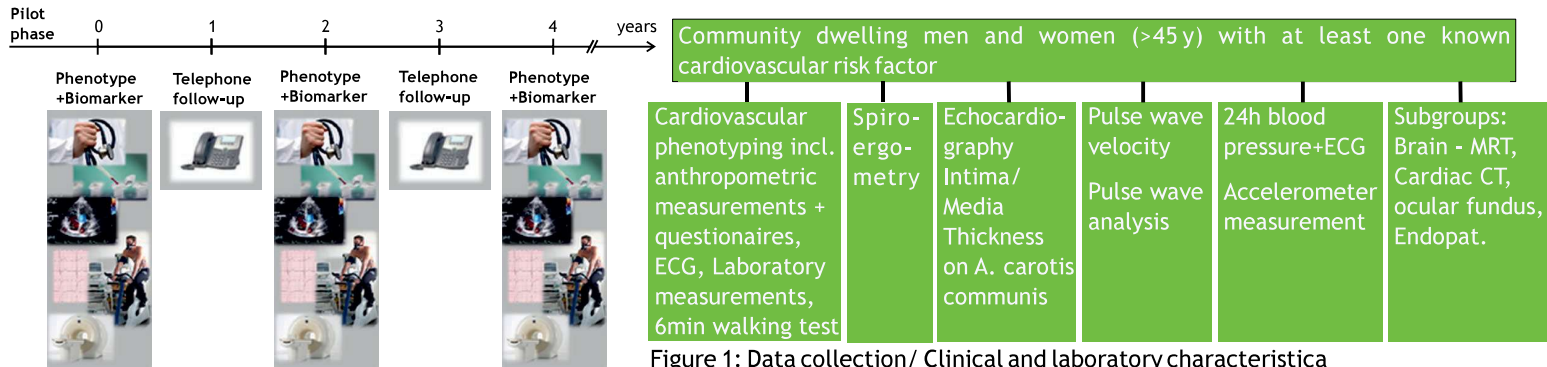 Pilot
phase
0 1 2 3 4 years
Phenotype
+Biomarker
Telephone
follow-up
Phenotype
+Biomarker
Telephone
follow-up
Phenotype
+Biomarker
Community dwelling men and women (>45 y) with at least one known
cardiovascular risk factor
Cardiovascular
phenotyping incl.
anthropometric
measurements +
questionaires,
ECG, Laboratory
measurements,
6min walking test
Spiro-
ergo-
metry
Echocardio-
graphy
Intima/
Media
Thickness
on A. carotis
communis
Pulse wave
velocity
Pulse wave
analysis
24h blood
pressure+ECG
Accelerometer
measurement
Subgroups:
Brain - MRT,
Cardiac CT,
ocular fundus,
Endopat.
Figure 1: Data collection/ Clinical and laboratory characteristica